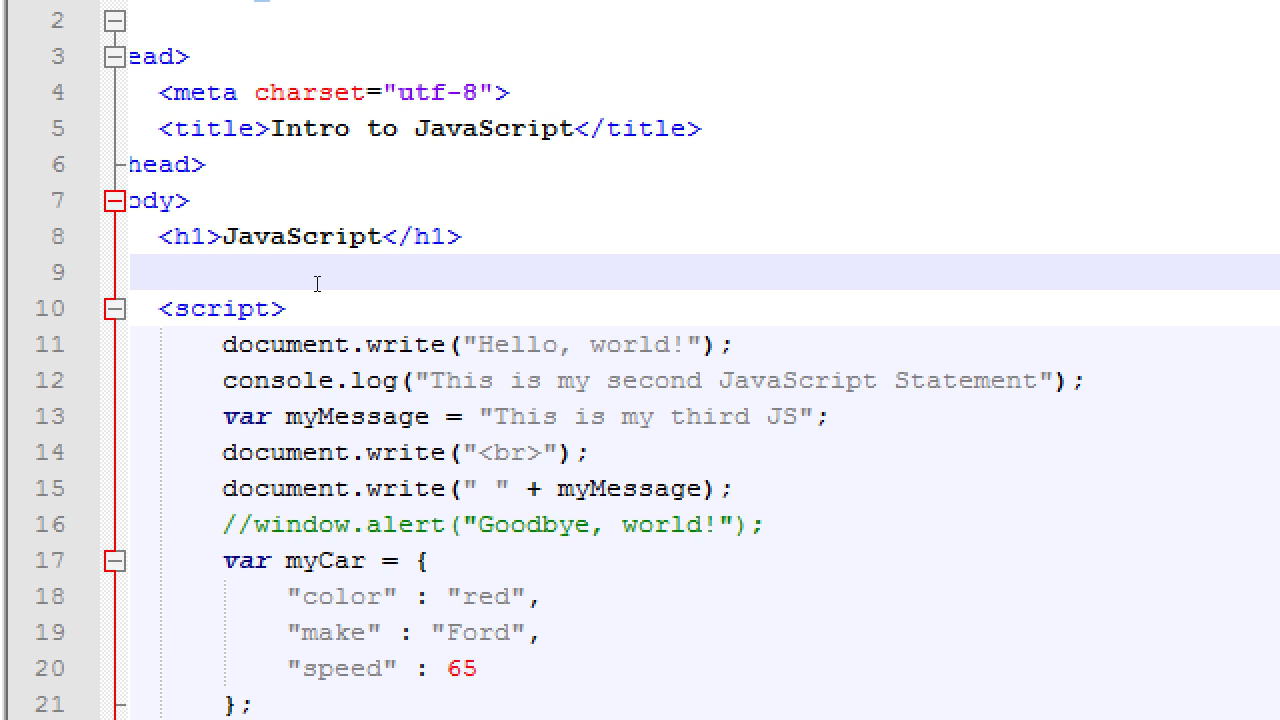 2
3 ead>
4 <meta charset="utf-8">
5 <title>Intro to JavaScript</title>
6 head>
7 ody>
8 <h1>JavaScript</h1>
9
10 <script>
11 document.write("Hello, world!");
12 console.log("This is my second JavaScript Statement");
13 var myMessage = "This is my third JS";
14 document.write("<br>");
15 document.write(" " + myMessage);
16 //window.alert("Goodbye, world!");
17 var myCar = {
18 "color" : "red",
19 "make" : "Ford",
20 "speed" : 65
21 };